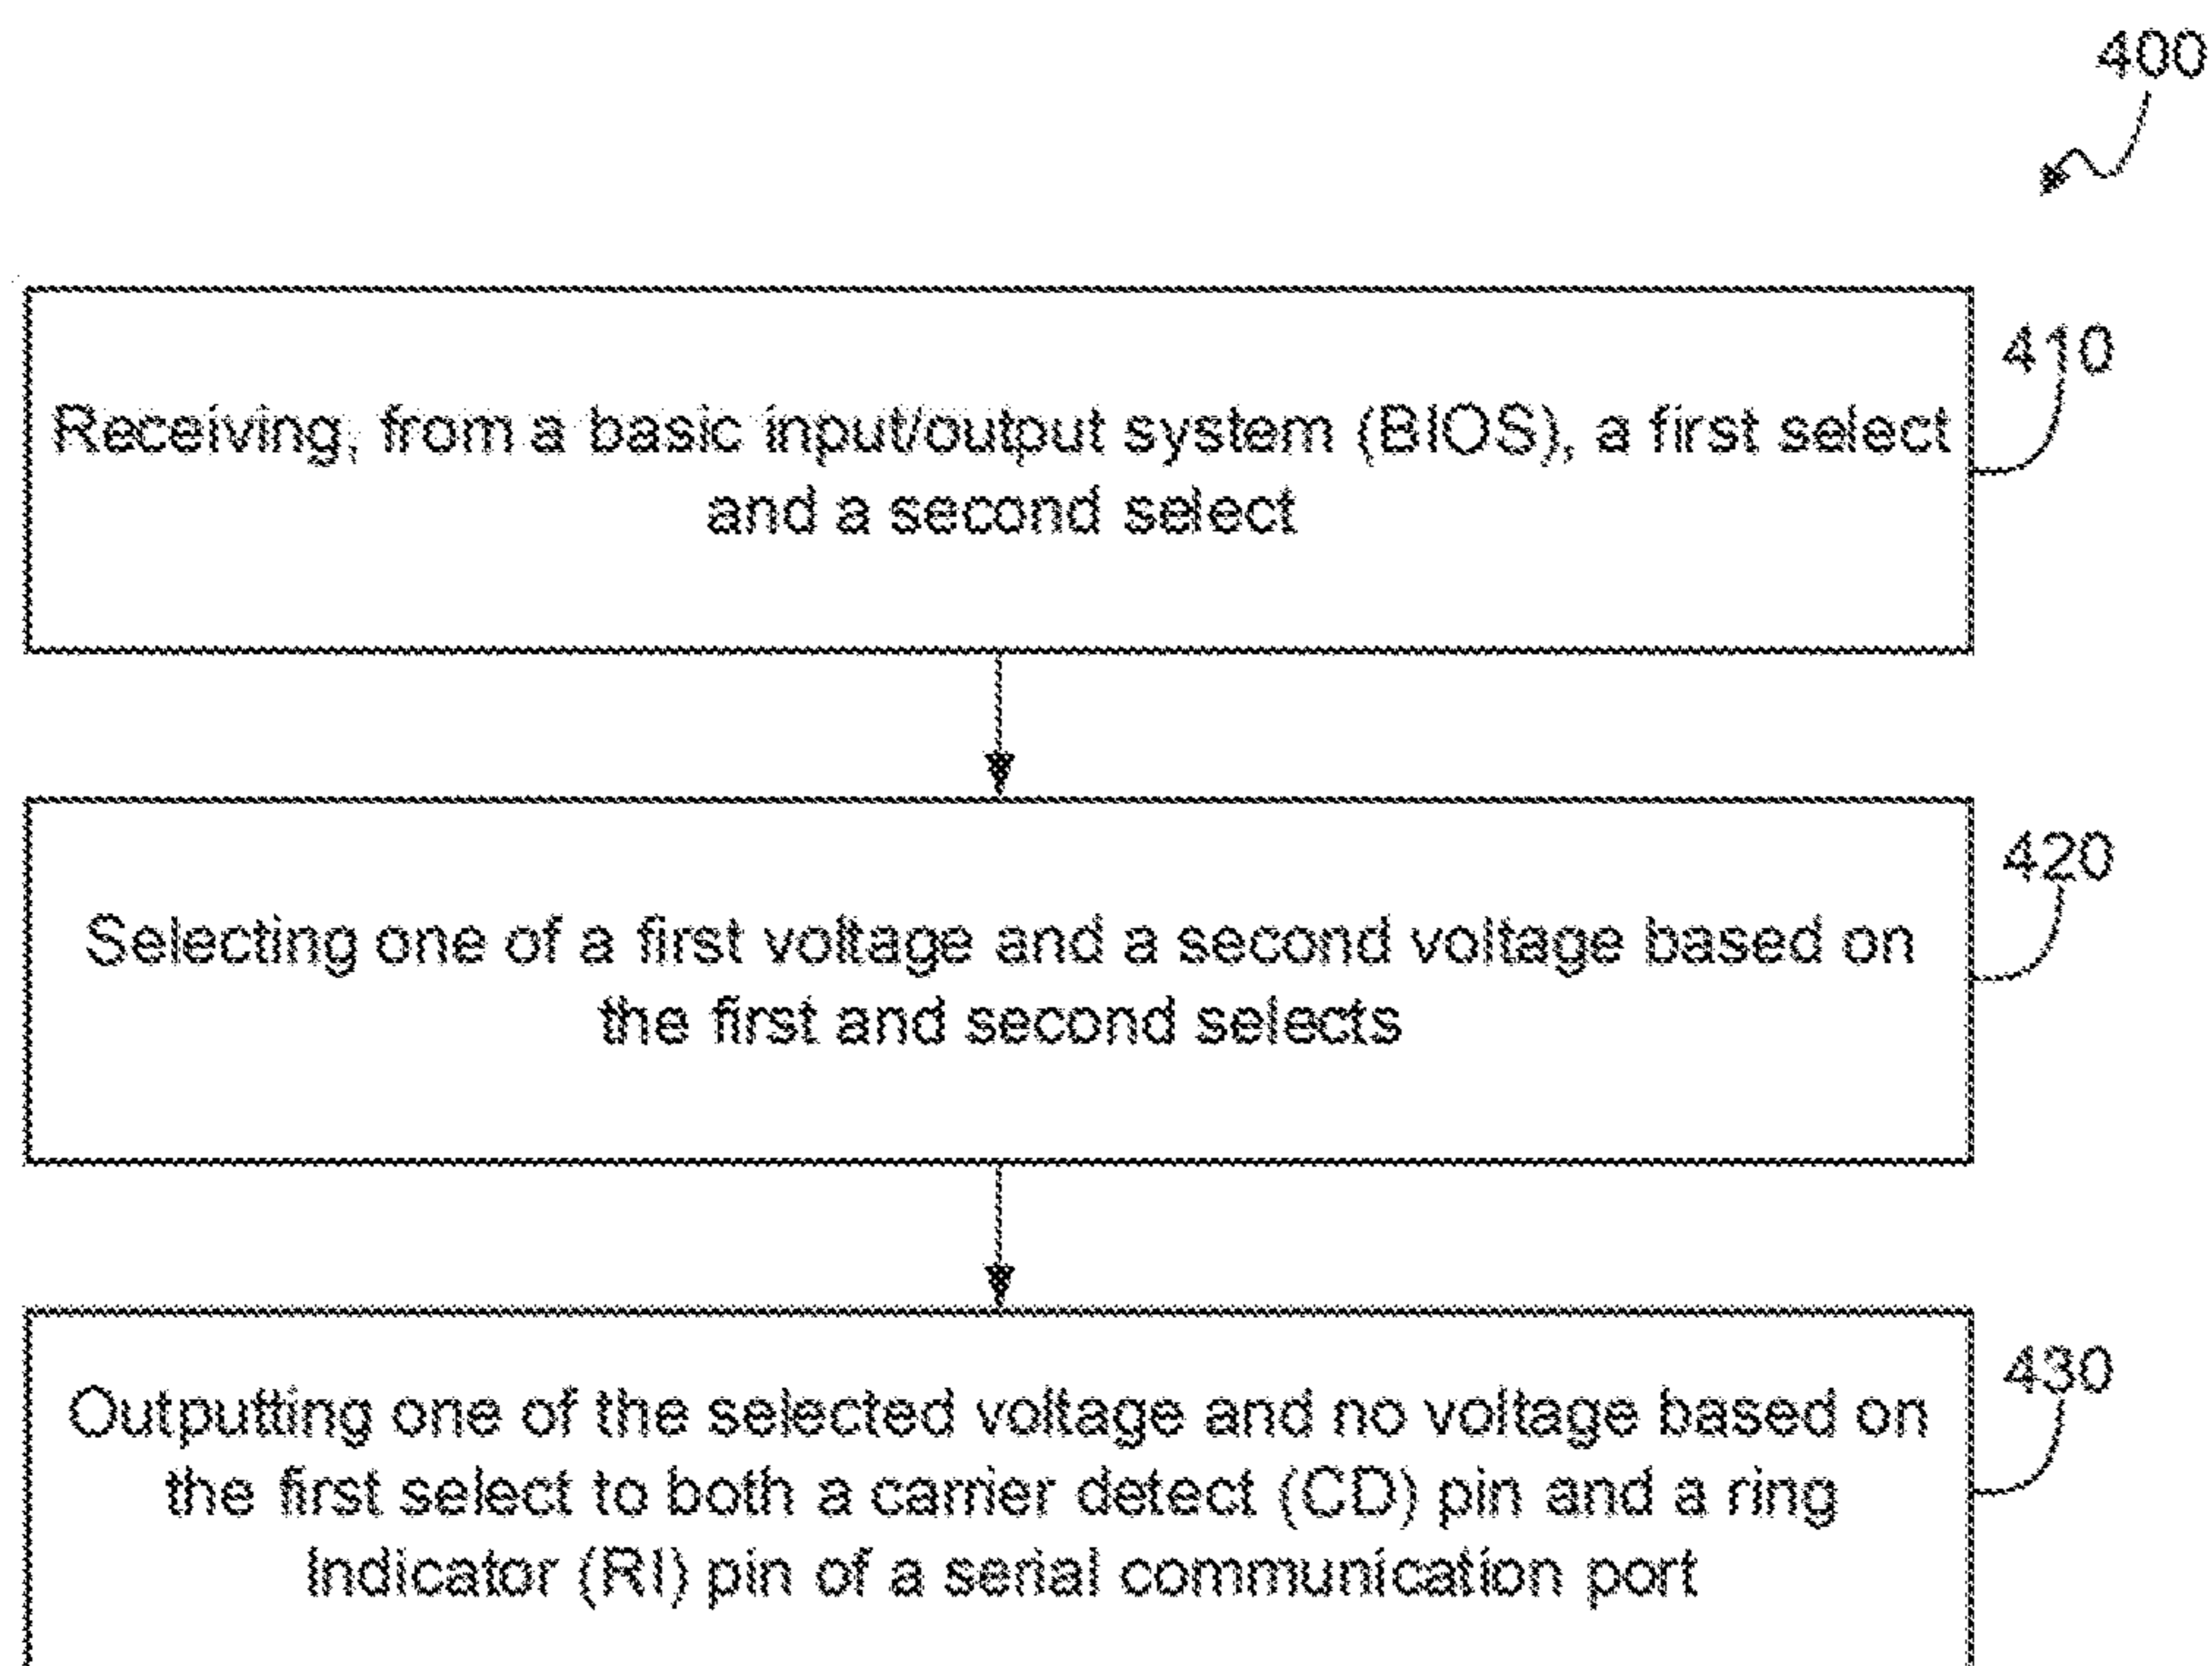 400
410
Receiving, from a basic input/output system (BIOS), a first select
and a second select
420
Selecting one of a first voltage and a second voltage based on
the first and second selects
430
Outputting one of the selected voltage and no voltage based on
the first select to both a carrier detect (CD) pin and a ring
Indicator (RI) pin of a serial communication port